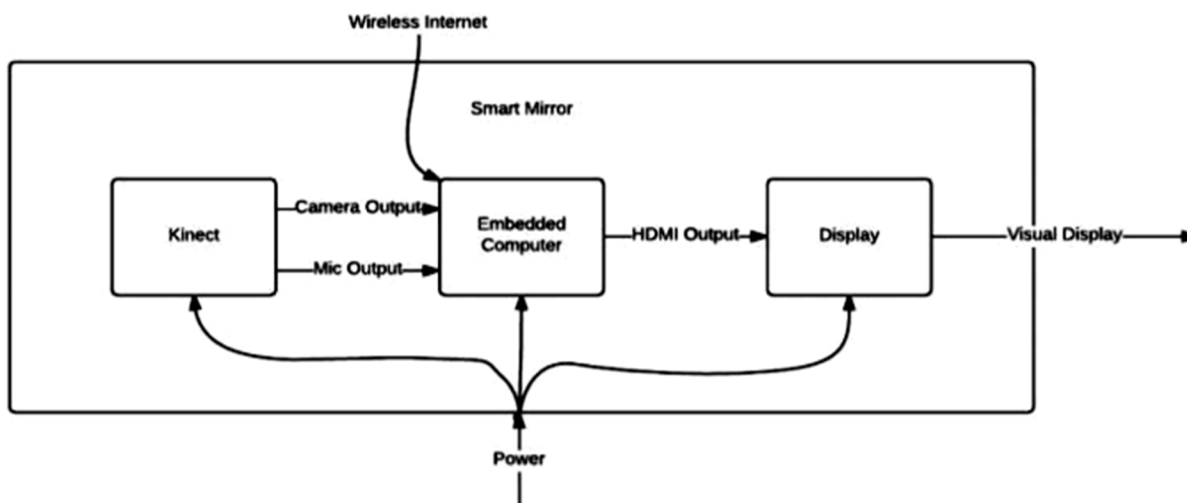 Wireless Internet
Smart Mirror
Camera Output
Kinect
Embedded
Computer
HDMI Output
Display
Visual Display
Mic Output
Power